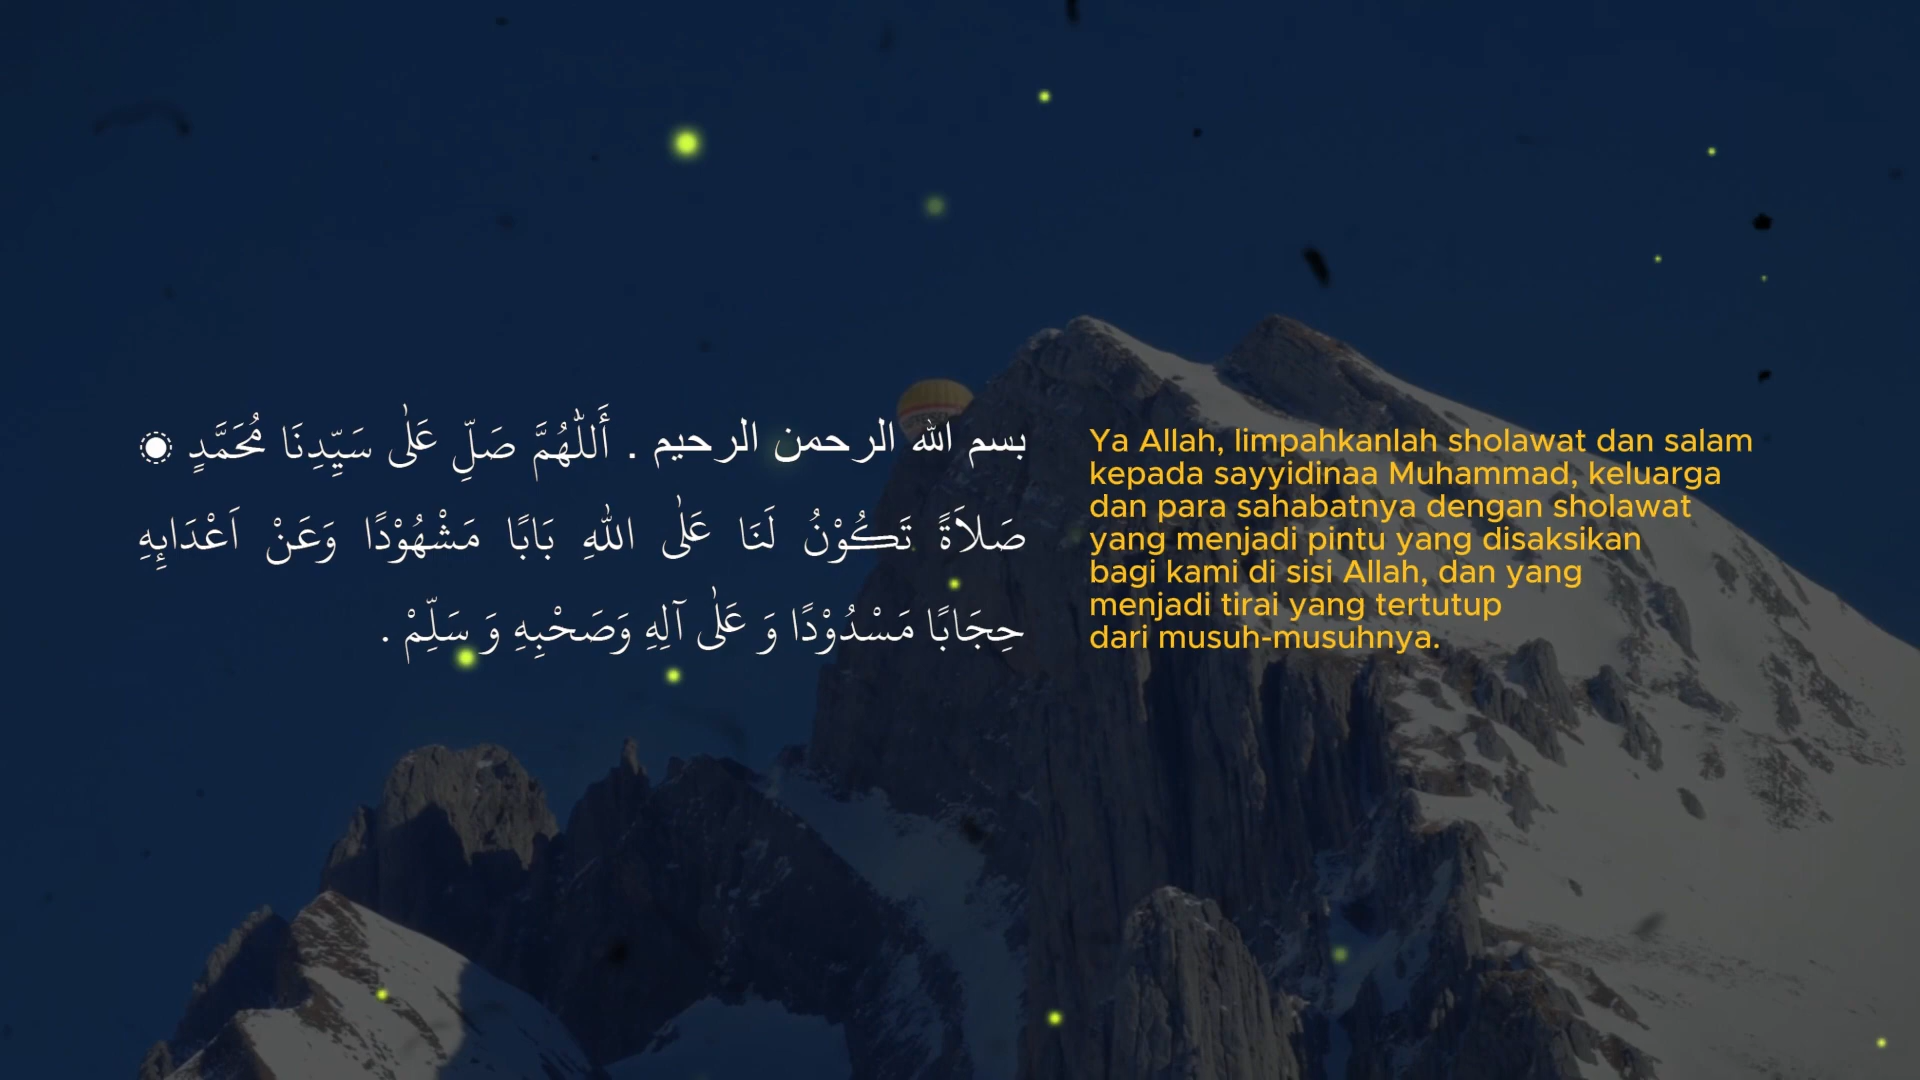 بسم الله الرحمن الرحيم . أَللّٰهُمَّ صَلِّ عَلٰى سَيِّدِنَا مُحَمَّدٍ ۞
صَلاَةً تَكُوْنُ لَنَا عَلٰى اللهِ بَابًا مَشْهُوْدًا وَعَنْ اَعْدَائِهِ
حِجَابًا مَسْدُوْدًا وَ عَلٰى آلِهِ وَصَحْبِهِ وَ سَلِّمْ .
Ya Allah, limpahkanlah sholawat dan salam
kepada sayyidinaa Muhammad, keluarga
dan para sahabatnya dengan sholawat
yang menjadi pintu yang disaksikan
bagi kami di sisi Allah, dan yang
menjadi tirai yang tertutup
dari musuh-musuhnya.